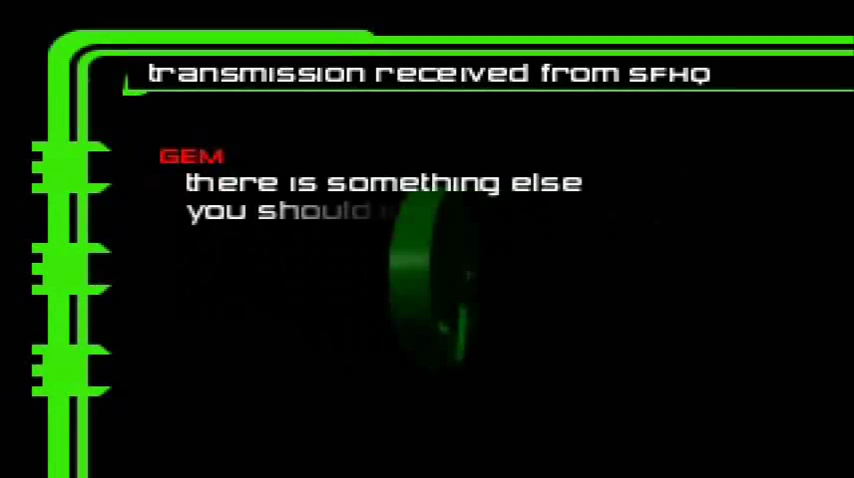 transmission received from SFHQ
GEM
there is something else
you should